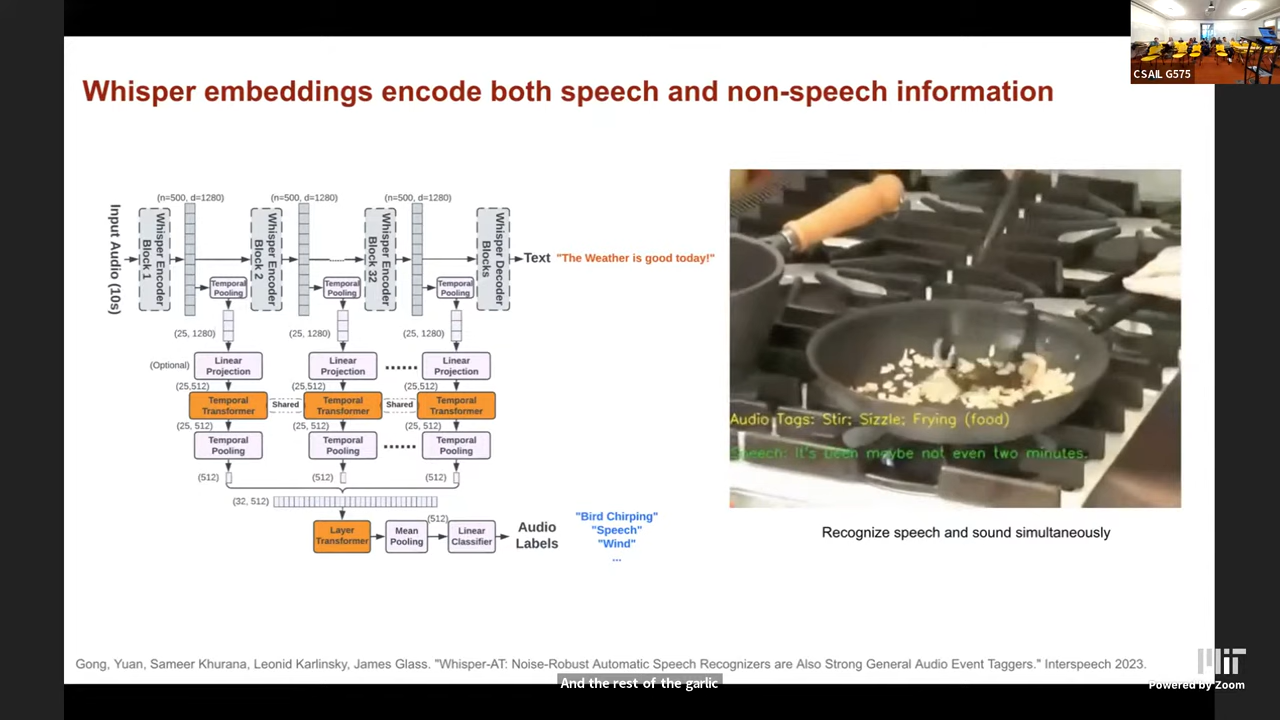 CSAIL G575
Whisper embeddings encode both speech and non-speech information
(n=500, d=1280)
(n=500, d=1280)
(n=500, d=1280)
Input Audio (10s)
Whisper Encoder
Block 1
Whisper Encoder
Block 2
Whisper Encoder
Block 32
Whisper Decoder
Blocks
Text
"The Weather is good today!"
Temporal
Pooling
Temporal
Pooling
Temporal
Pooling
(25, 1280)
(25, 1280)
(25, 1280)
(Optional)
Linear
Projection
Linear
Projection
......
Linear
Projection
(25,512)
(25,512)
(25,512)
Temporal
Transformer
Shared
Temporal
Transformer
Shared
Temporal
Transformer
(25, 512)
(25, 512)
(25, 512)
Temporal
Pooling
Temporal
Pooling
......
Temporal
Pooling
(512)
(512)
(512)
(32, 512)
Layer
Transformer
Mean
Pooling
(512)
Linear
Classifier
Audio
Labels
"Bird Chirping"
"Speech"
"Wind"
...
Audio Tags: Stir; Sizzle; Frying (food)
Speech: It's been maybe not even two minutes.
Recognize speech and sound simultaneously
Gong, Yuan, Sameer Khurana, Leonid Karlinsky, James Glass. "Whisper-AT: Noise-Robust Automatic Speech Recognizers are Also Strong General Audio Event Taggers." Interspeech 2023.
And the rest of the garlic
MIT
Powered by Zoom